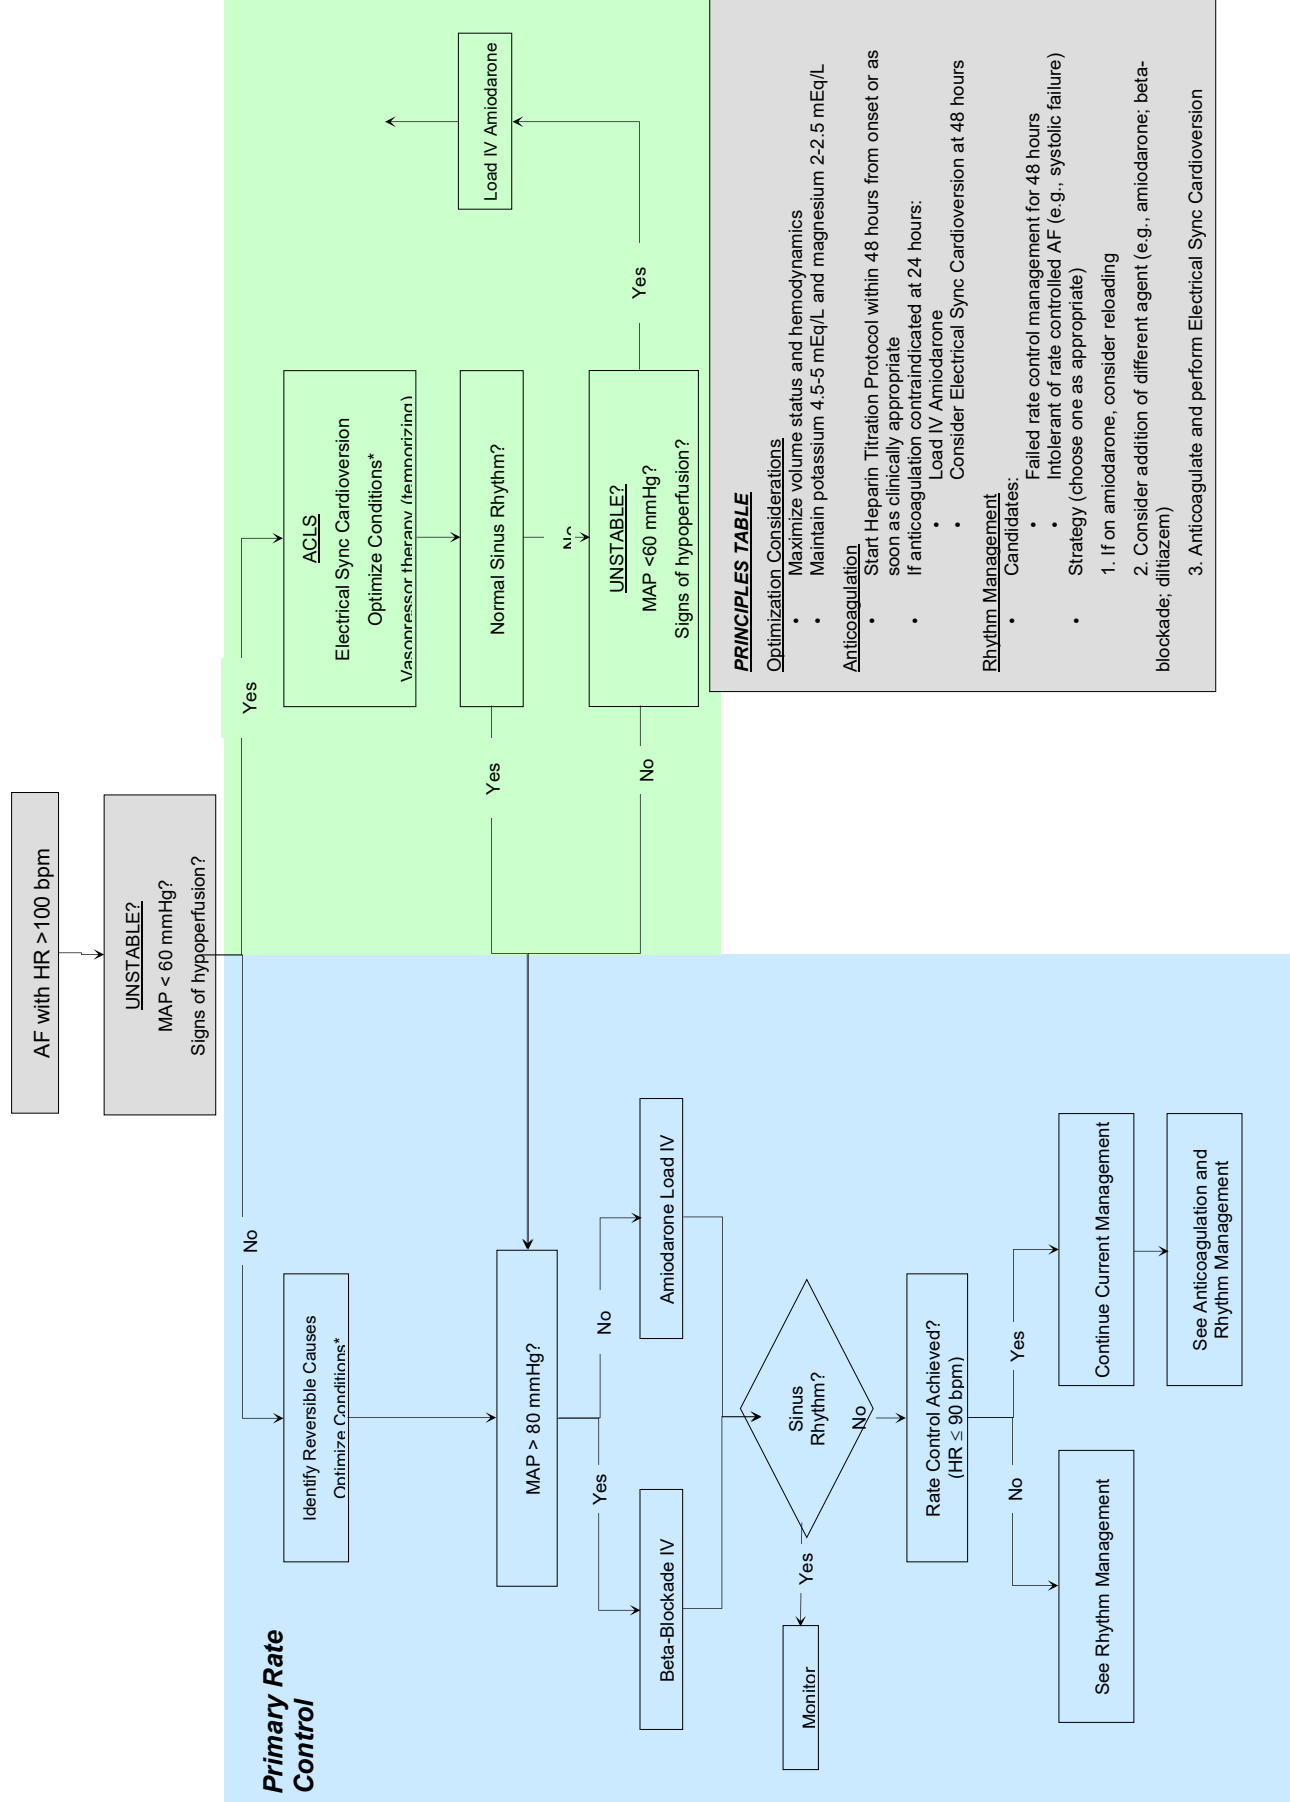 AF with HR >100 bpm
UNSTABLE?
MAP < 60 mmHg?
Signs of hypoperfusion?
No
Yes
Primary Rate
Control
Identify Reversible Causes
Optimize Conditions*
MAP > 80 mmHg?
Yes
No
Beta-Blockade IV
Amiodarone Load IV
Sinus
Rhythm?
Yes
No
Monitor
Rate Control Achieved?
(HR ≤ 90 bpm)
No
Yes
See Rhythm Management
Continue Current Management
See Anticoagulation and
Rhythm Management
ACLS
Electrical Sync Cardioversion
Optimize Conditions*
Vasopressor therapy (temporizing)
Normal Sinus Rhythm?
Yes
No
UNSTABLE?
MAP <60 mmHg?
Signs of hypoperfusion?
No
Yes
Load IV Amiodarone
PRINCIPLES TABLE
Optimization Considerations
• Maximize volume status and hemodynamics
• Maintain potassium 4.5-5 mEq/L and magnesium 2-2.5 mEq/L
Anticoagulation
• Start Heparin Titration Protocol within 48 hours from onset or as
soon as clinically appropriate
• If anticoagulation contraindicated at 24 hours:
• Load IV Amiodarone
• Consider Electrical Sync Cardioversion at 48 hours
Rhythm Management
• Candidates:
• Failed rate control management for 48 hours
• Intolerant of rate controlled AF (e.g., systolic failure)
• Strategy (choose one as appropriate)
1. If on amiodarone, consider reloading
2. Consider addition of different agent (e.g., amiodarone; beta-
blockade; diltiazem)
3. Anticoagulate and perform Electrical Sync Cardioversion